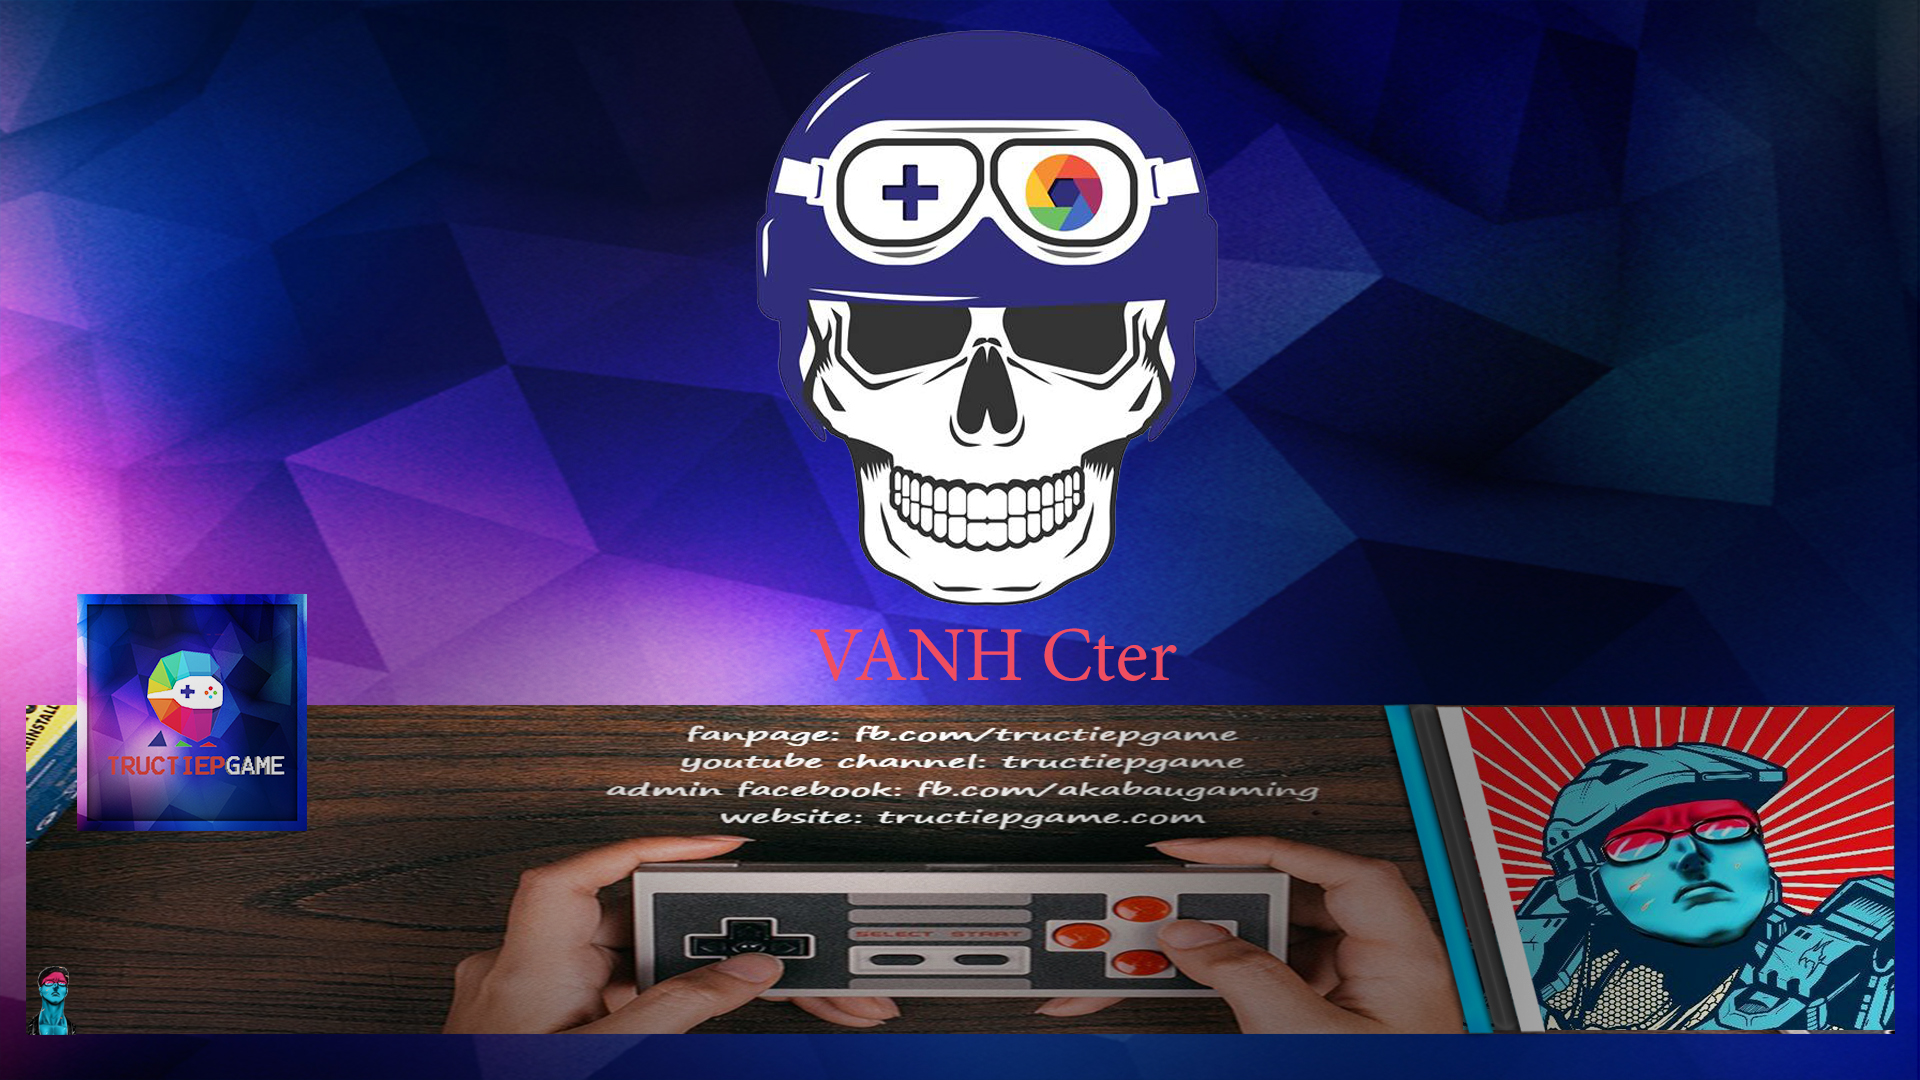 VANH Cter
fanpage: fb.com/tructiepgame
youtube channel: tructiepgame
admin facebook: fb.com/akabaugaming
website: tructiepgame.com
TRUCTIEPGAME
SELECT START